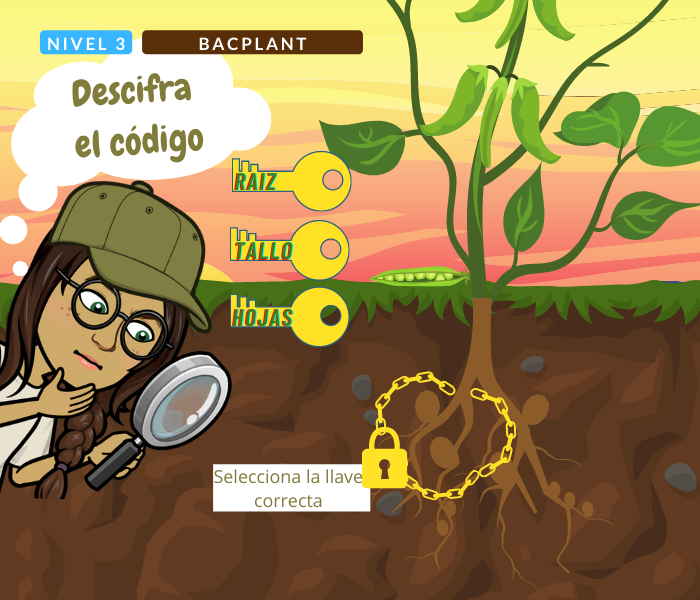 NIVEL 3
BACPLANT
Descifra
el código
RAIZ
TALLO
HOJAS
Selecciona la llave
correcta